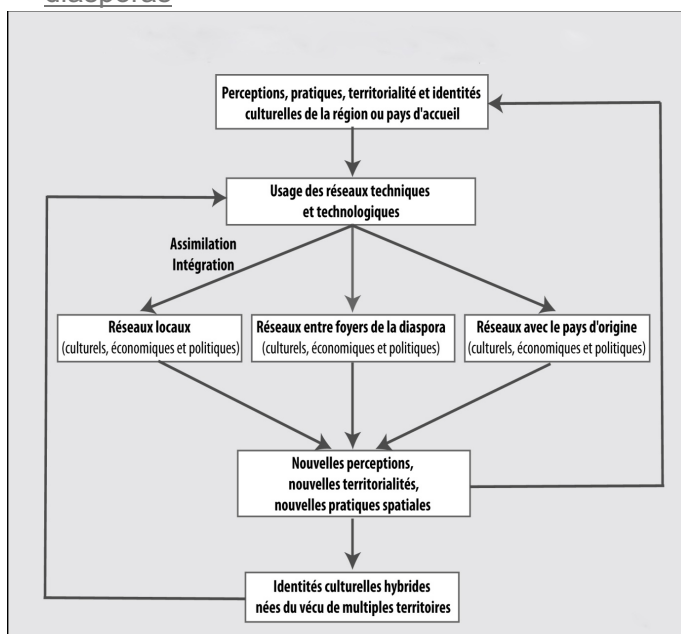 diasporas
Perceptions, pratiques, territorialité et identités
culturelles de la région ou pays d'accueil
Usage des réseaux techniques
et technologiques
Assimilation
Intégration
Réseaux locaux
(culturels, économiques et politiques)
Réseaux entre foyers de la diaspora
(culturels, économiques et politiques)
Réseaux avec le pays d'origine
(culturels, économiques et politiques)
Nouvelles perceptions,
nouvelles territorialités,
nouvelles pratiques spatiales
Identités culturelles hybrides
nées du vécu de multiples territoires